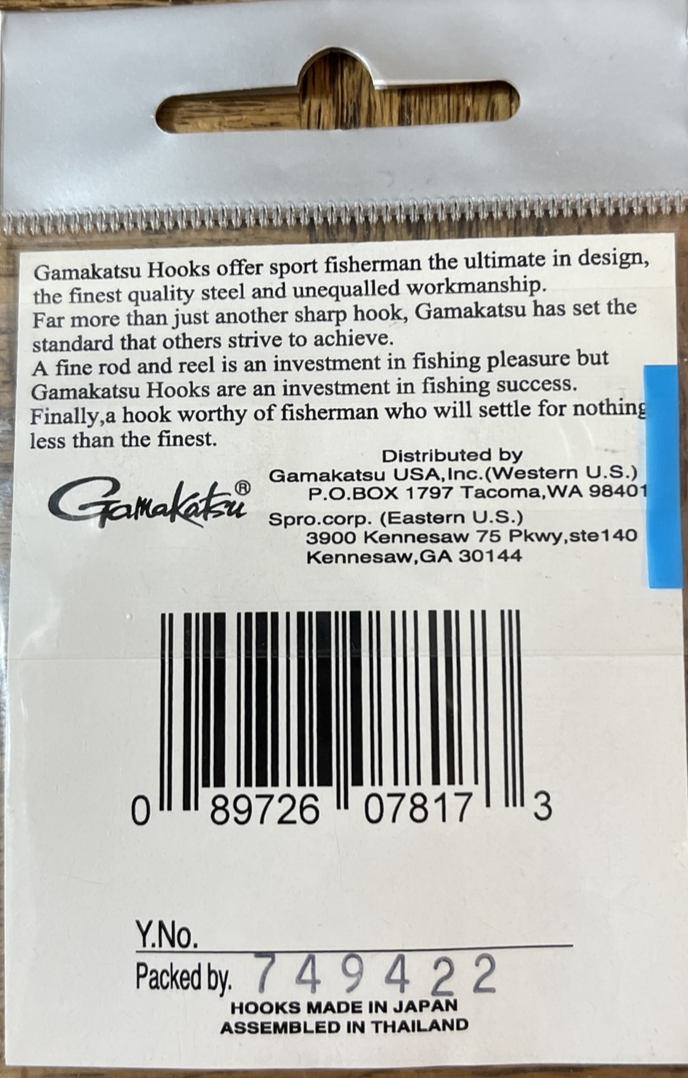 Gamakatsu Hooks offer sport fisherman the ultimate in design,
the finest quality steel and unequalled workmanship.
Far more than just another sharp hook, Gamakatsu has set the
standard that others strive to achieve.
A fine rod and reel is an investment in fishing pleasure but
Gamakatsu Hooks are an investment in fishing success.
Finally,a hook worthy of fisherman who will settle for nothing
less than the finest.
Gamakatsu®
Distributed by
Gamakatsu USA,Inc.(Western U.S.)
P.O.BOX 1797 Tacoma,WA 98401
Spro.corp. (Eastern U.S.)
3900 Kennesaw 75 Pkwy,ste140
Kennesaw,GA 30144
0 89726 07817 3
Y.No.
Packed by. 749422
HOOKS MADE IN JAPAN
ASSEMBLED IN THAILAND